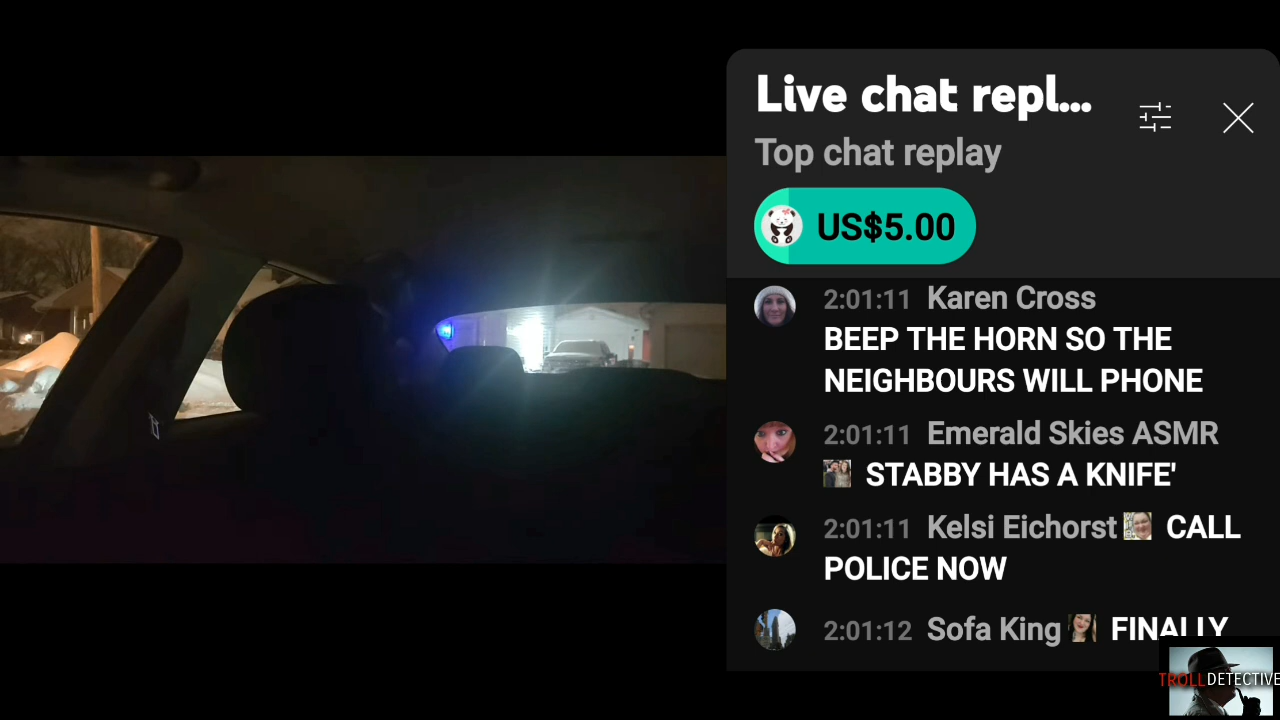 Live chat repl...
Top chat replay
US$5.00
2:01:11 Karen Cross
BEEP THE HORN SO THE
NEIGHBOURS WILL PHONE
2:01:11 Emerald Skies ASMR
STABBY HAS A KNIFE'
2:01:11 Kelsi Eichorst CALL
POLICE NOW
2:01:12 Sofa King FINALLY
TROLLDETECTIVE